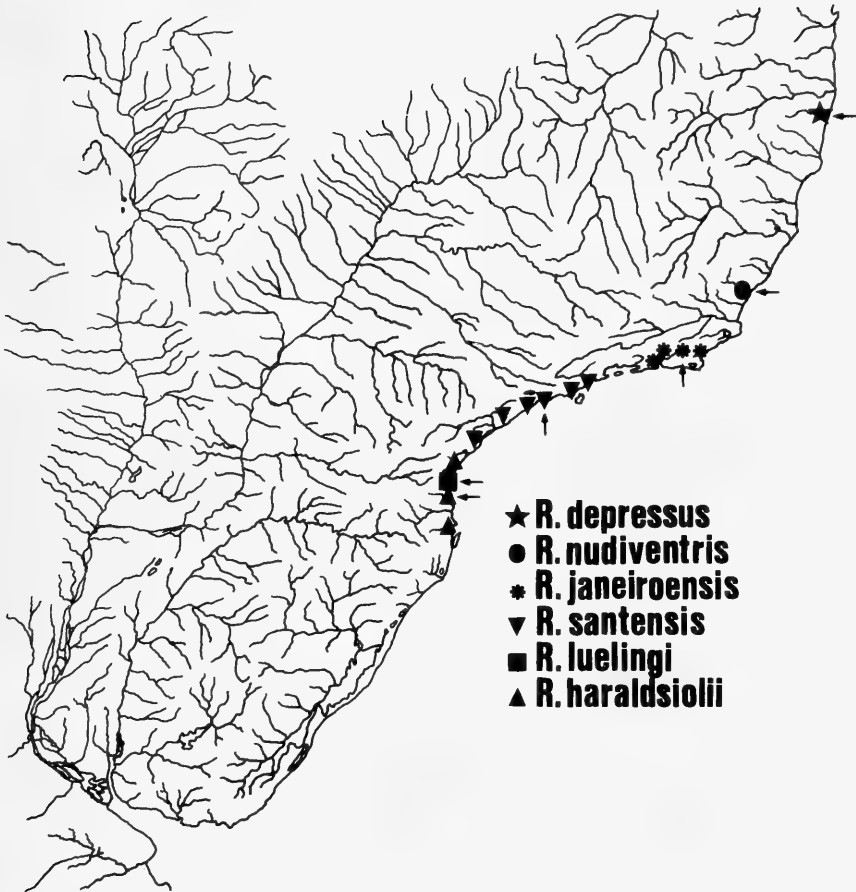 R. depressus
R. nudiventris
R. janeiroensis
R. santensis
R. luelingi
R. haraldsiolii